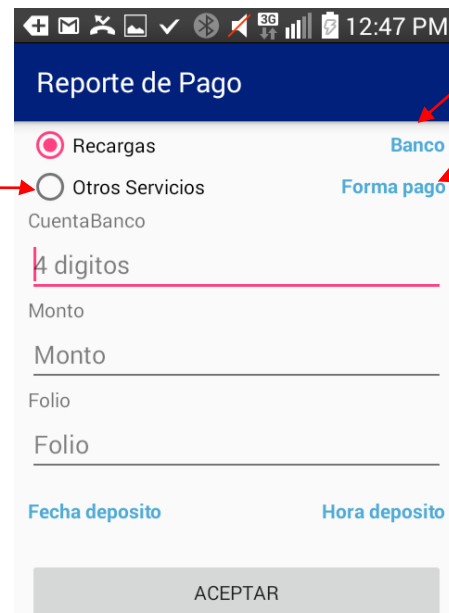 3G 12:47 PM
Reporte de Pago
Recargas Banco
Otros Servicios Forma pago
CuentaBanco
4 digitos
Monto
Monto
Folio
Folio
Fecha deposito Hora deposito
ACEPTAR